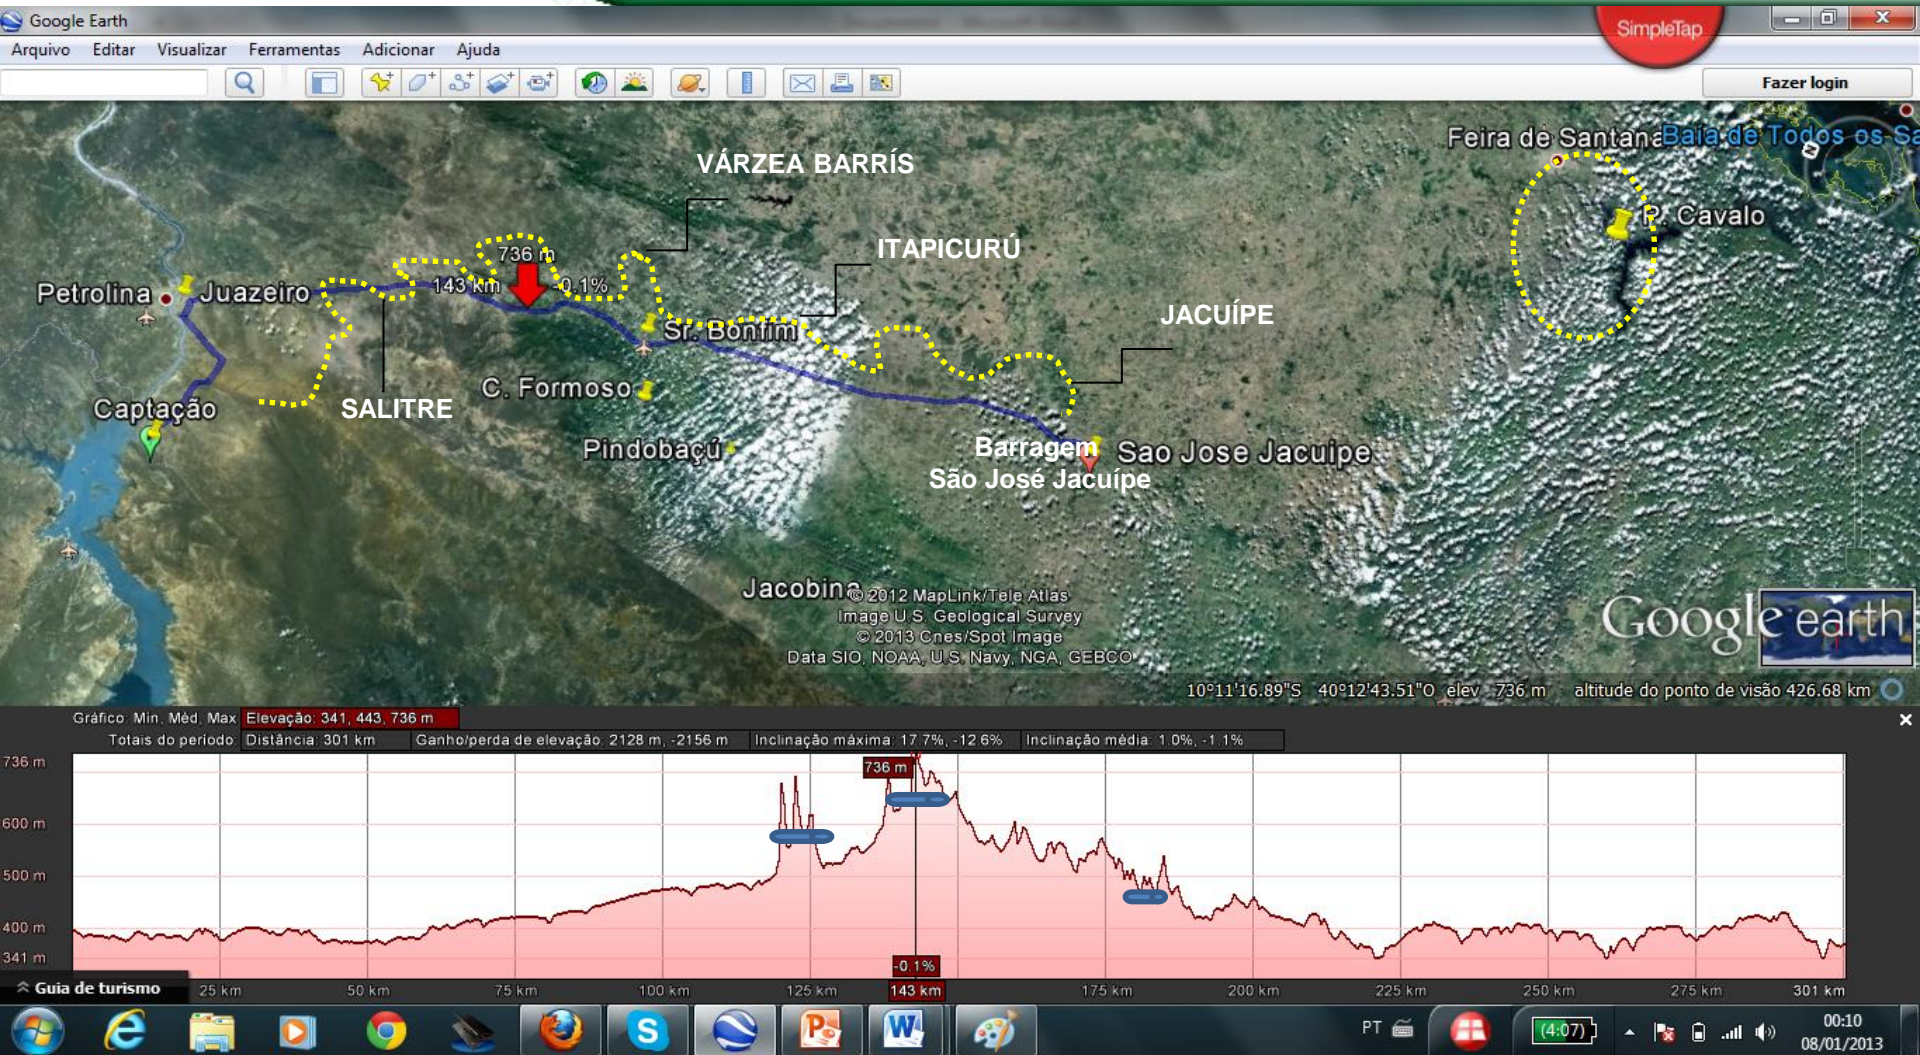 Google Earth
SimpleTap
Arquivo Editar Visualizar Ferramentas Adicionar Ajuda
Fazer login
Feira de Santana
Baia de Todos os Sa
N
VÁRZEA BARRÍS
P. Cavalo
ITAPICURÚ
736 m
143 km -0.1%
Petrolina
Juazeiro
JACUÍPE
Sr. Bonfim
C. Formoso
Captação
SALITRE
Pindobaçú
Barragem
São José Jacuípe
Sao Jose Jacuipe
Jacobina
© 2012 MapLink/Tele Atlas
Image U.S. Geological Survey
© 2013 Cnes/Spot Image
Data SIO, NOAA, U.S. Navy, NGA, GEBCO
Google earth
10°11'16.89"S 40°12'43.51"O elev 736 m altitude do ponto de visão 426.68 km
Gráfico: Min, Méd, Max Elevação: 341, 443, 736 m
Totais do período: Distância: 301 km Ganho/perda de elevação: 2128 m, -2156 m Inclinação máxima: 17.7%, -12.6% Inclinação média: 1.0%, -1.1%
736 m
736 m
600 m
500 m
400 m
341 m
-0.1%
Guia de turismo
25 km 50 km 75 km 100 km 125 km 143 km 175 km 200 km 225 km 250 km 275 km 301 km
PT
(4:07)
00:10
08/01/2013